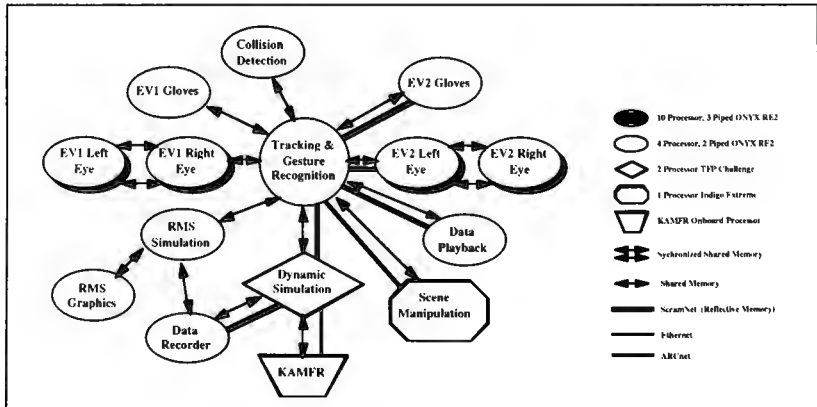 Collision
Detection
EV1 Gloves
EV2 Gloves
Tracking &
Gesture
Recognition
EV1 Left
Eye
EV1 Right
Eye
EV2 Left
Eye
EV2 Right
Eye
RMS
Simulation
Data
Playback
RMS
Graphics
Dynamic
Simulation
Scene
Manipulation
Data
Recorder
KAMFR
10 Processor, 3 Piped ONYX RE2
4 Processor, 2 Piped ONYX RE2
2 Processor TFP Challenge
1 Processor Indigo Extreme
KAMFR Onboard Processor
Sychronized Shared Memory
Shared Memory
ScramNet (Reflective Memory)
Ethernet
ARCnet